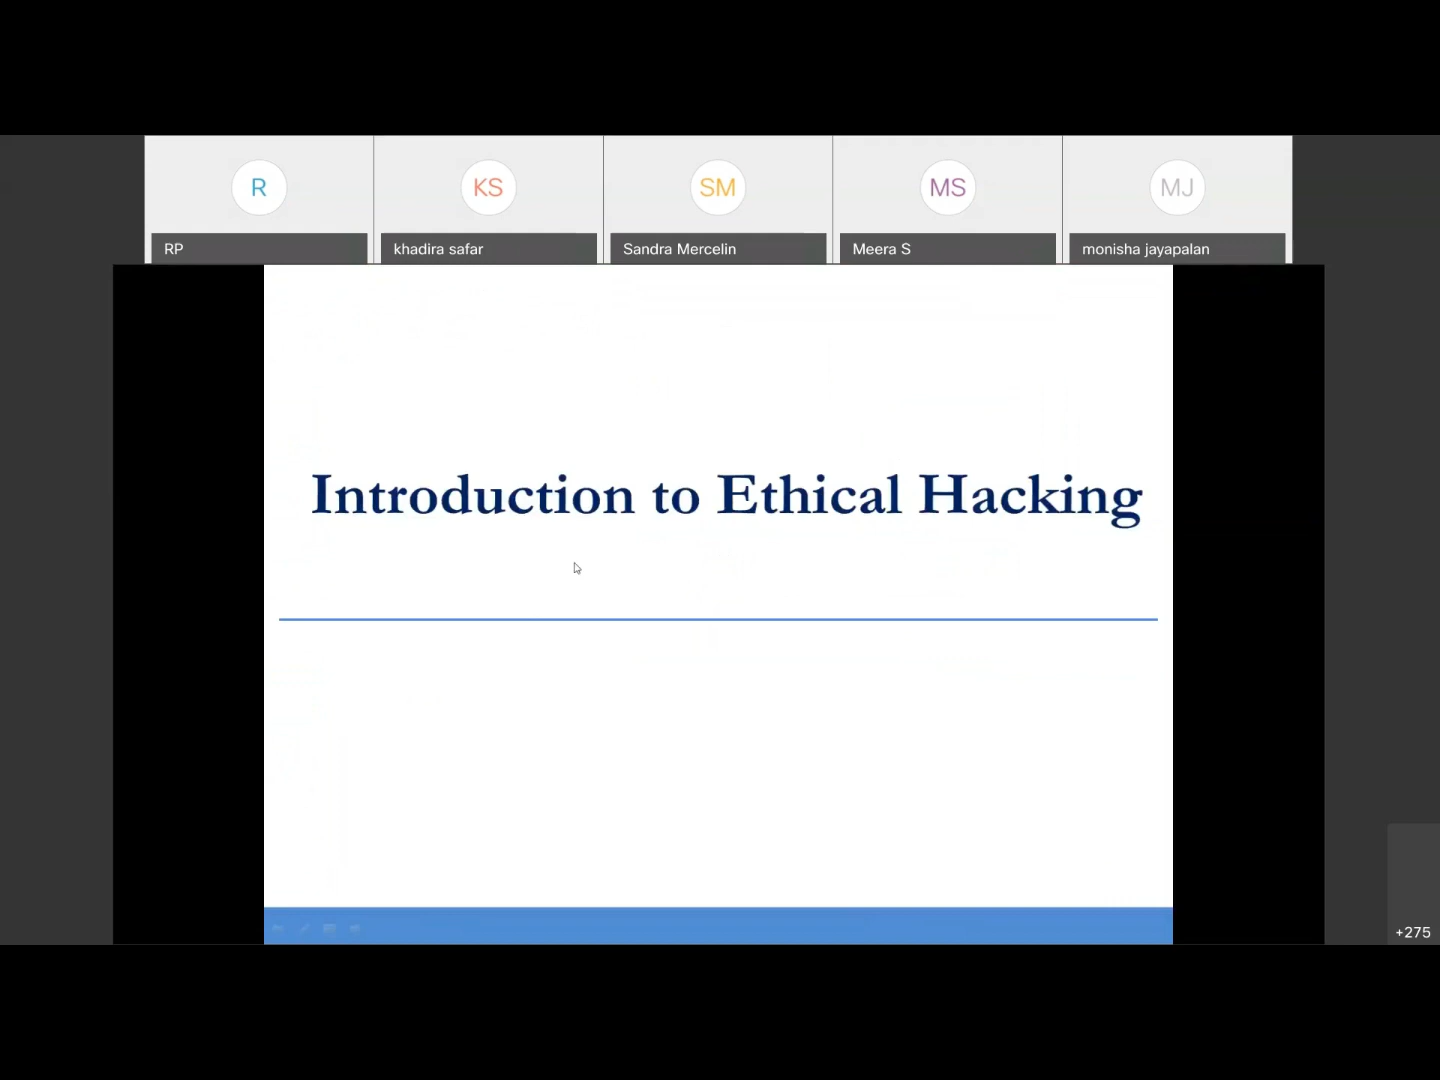 R
KS
SM
MS
MJ
RP
khadira safar
Sandra Mercelin
Meera S
monisha jayapalan
Introduction to Ethical Hacking
+275